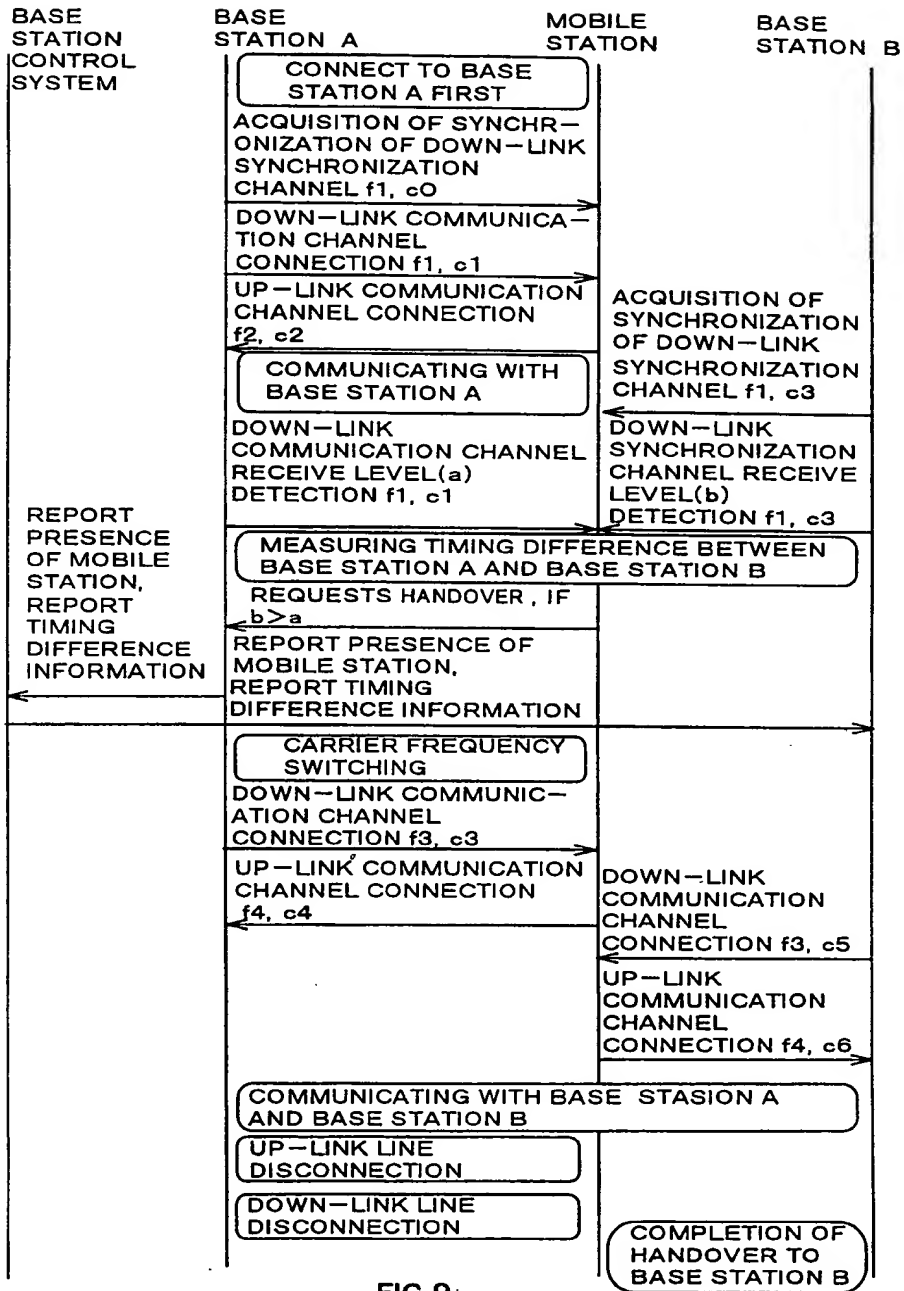 BASE
STATION
CONTROL
SYSTEM
BASE
STATION A
MOBILE
STATION
BASE
STATION B
CONNECT TO BASE
STATION A FIRST
ACQUISITION OF SYNCHR-
ONIZATION OF DOWN-LINK
SYNCHRONIZATION
CHANNEL f1, c0
DOWN-LINK COMMUNICA-
TION CHANNEL
CONNECTION f1, c1
UP-LINK COMMUNICATION
CHANNEL CONNECTION
f2, c2
ACQUISITION OF
SYNCHRONIZATION
OF DOWN-LINK
SYNCHRONIZATION
CHANNEL f1, c3
COMMUNICATING WITH
BASE STATION A
DOWN-LINK
COMMUNICATION CHANNEL
RECEIVE LEVEL(a)
DETECTION f1, c1
DOWN-LINK
SYNCHRONIZATION
CHANNEL RECEIVE
LEVEL(b)
DETECTION f1, c3
REPORT
PRESENCE
OF MOBILE
STATION,
REPORT
TIMING
DIFFERENCE
INFORMATION
MEASURING TIMING DIFFERENCE BETWEEN
BASE STATION A AND BASE STATION B
REQUESTS HANDOVER, IF
b>a
REPORT PRESENCE OF
MOBILE STATION,
REPORT TIMING
DIFFERENCE INFORMATION
CARRIER FREQUENCY
SWITCHING
DOWN-LINK COMMUNIC-
ATION CHANNEL
CONNECTION f3, c3
UP-LINK COMMUNICATION
CHANNEL CONNECTION
f4, c4
DOWN-LINK
COMMUNICATION
CHANNEL
CONNECTION f3, c5
UP-LINK
COMMUNICATION
CHANNEL
CONNECTION f4, c6
COMMUNICATING WITH BASE STASION A
AND BASE STATION B
UP-LINK LINE
DISCONNECTION
DOWN-LINK LINE
DISCONNECTION
COMPLETION OF
HANDOVER TO
BASE STATION B